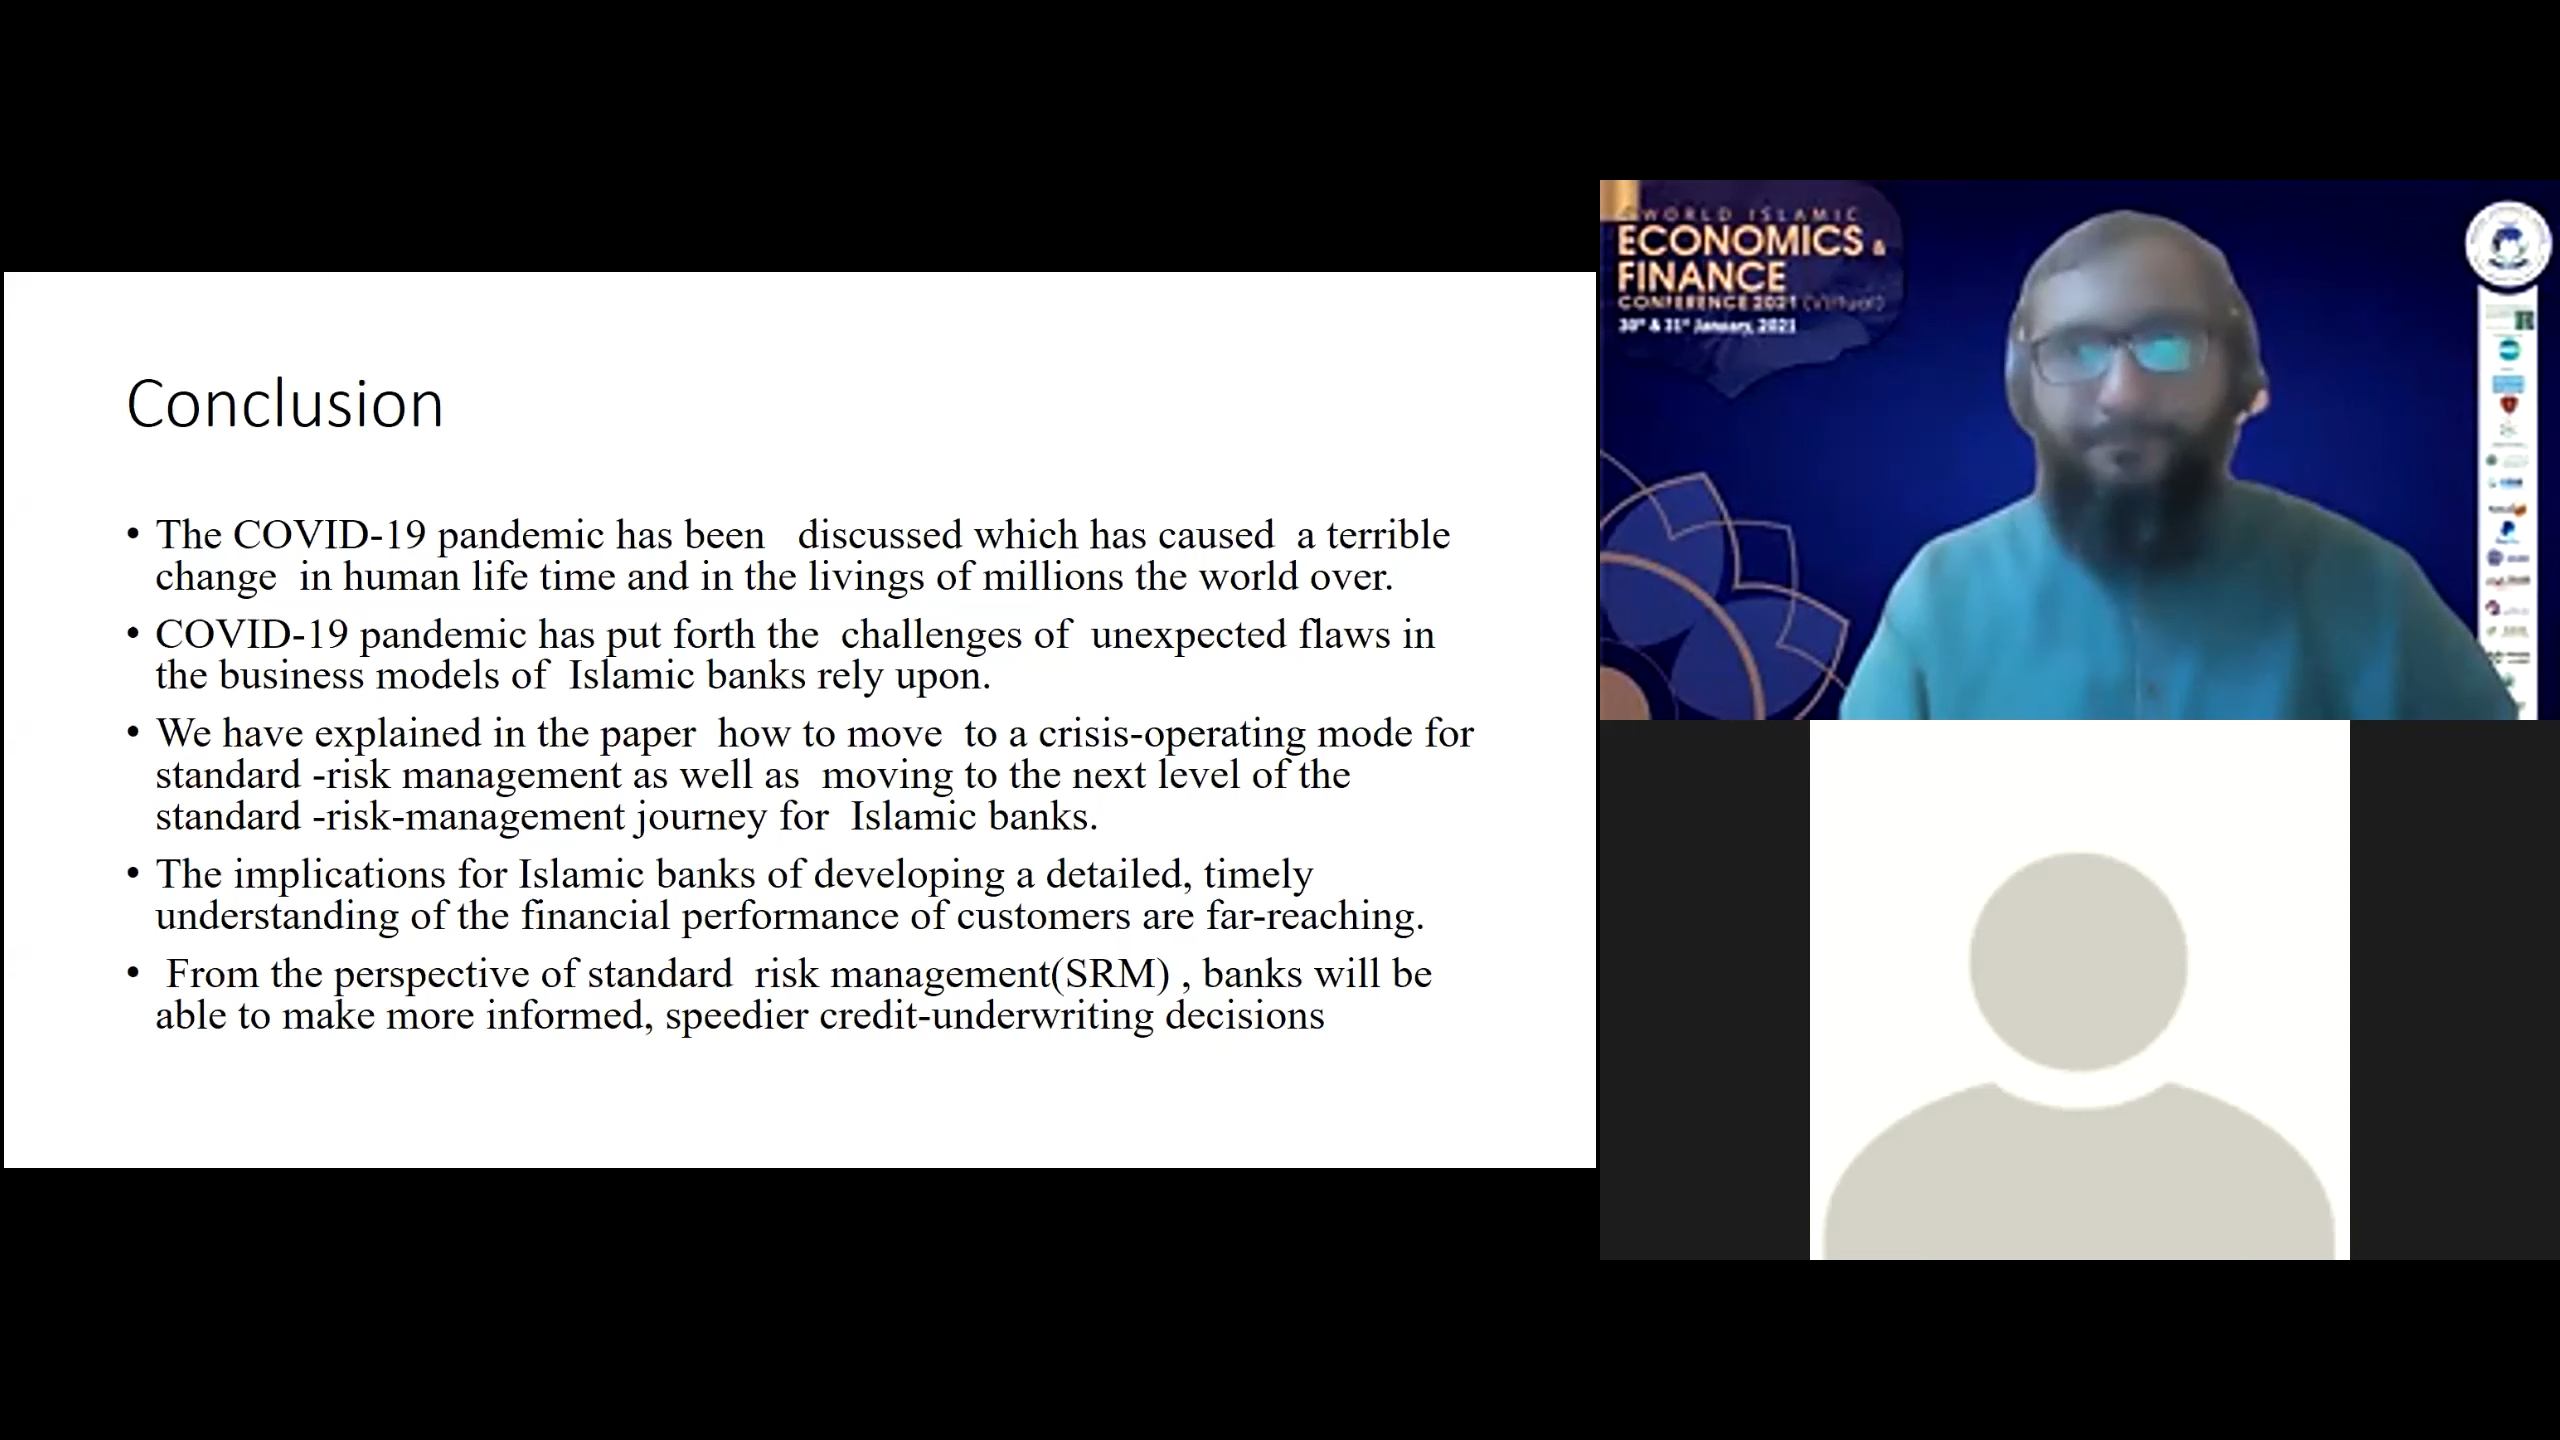 Conclusion
• The COVID-19 pandemic has been   discussed which has caused  a terrible
change  in human life time and in the livings of millions the world over.
• COVID-19 pandemic has put forth the  challenges of  unexpected flaws in
the business models of  Islamic banks rely upon.
• We have explained in the paper  how to move  to a crisis-operating mode for
standard -risk management as well as  moving to the next level of the
standard -risk-management journey for  Islamic banks.
• The implications for Islamic banks of developing a detailed, timely
understanding of the financial performance of customers are far-reaching.
•  From the perspective of standard  risk management(SRM) , banks will be
able to make more informed, speedier credit-underwriting decisions
WORLD ISLAMIC
ECONOMICS &
FINANCE
CONFERENCE 2021 (Virtual)
30th & 31st January, 2021